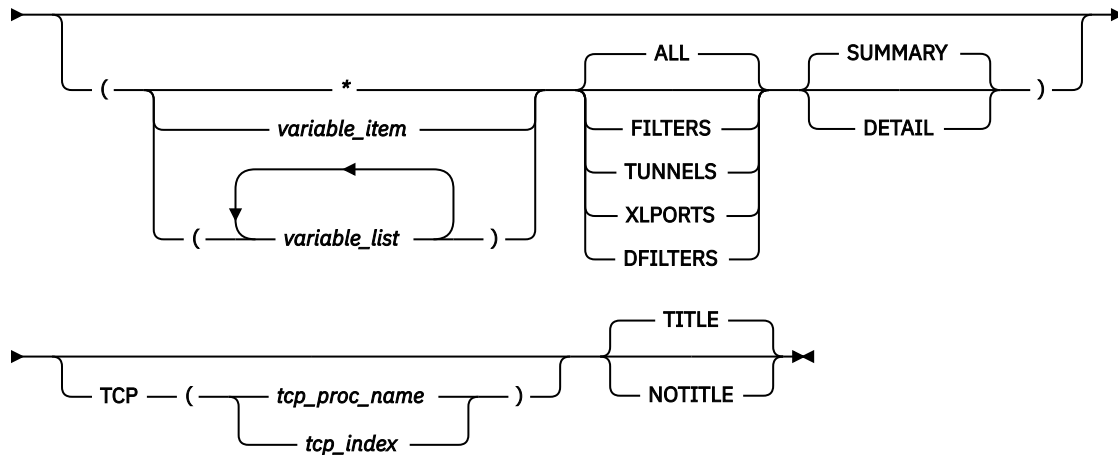 ALL SUMMARY
( * )
variable_item FILTERS DETAIL
TUNNELS
XLPORTS
( variable_list )
DFILTERS
TITLE
TCP ( tcp_proc_name ) NOTITLE
tcp_index